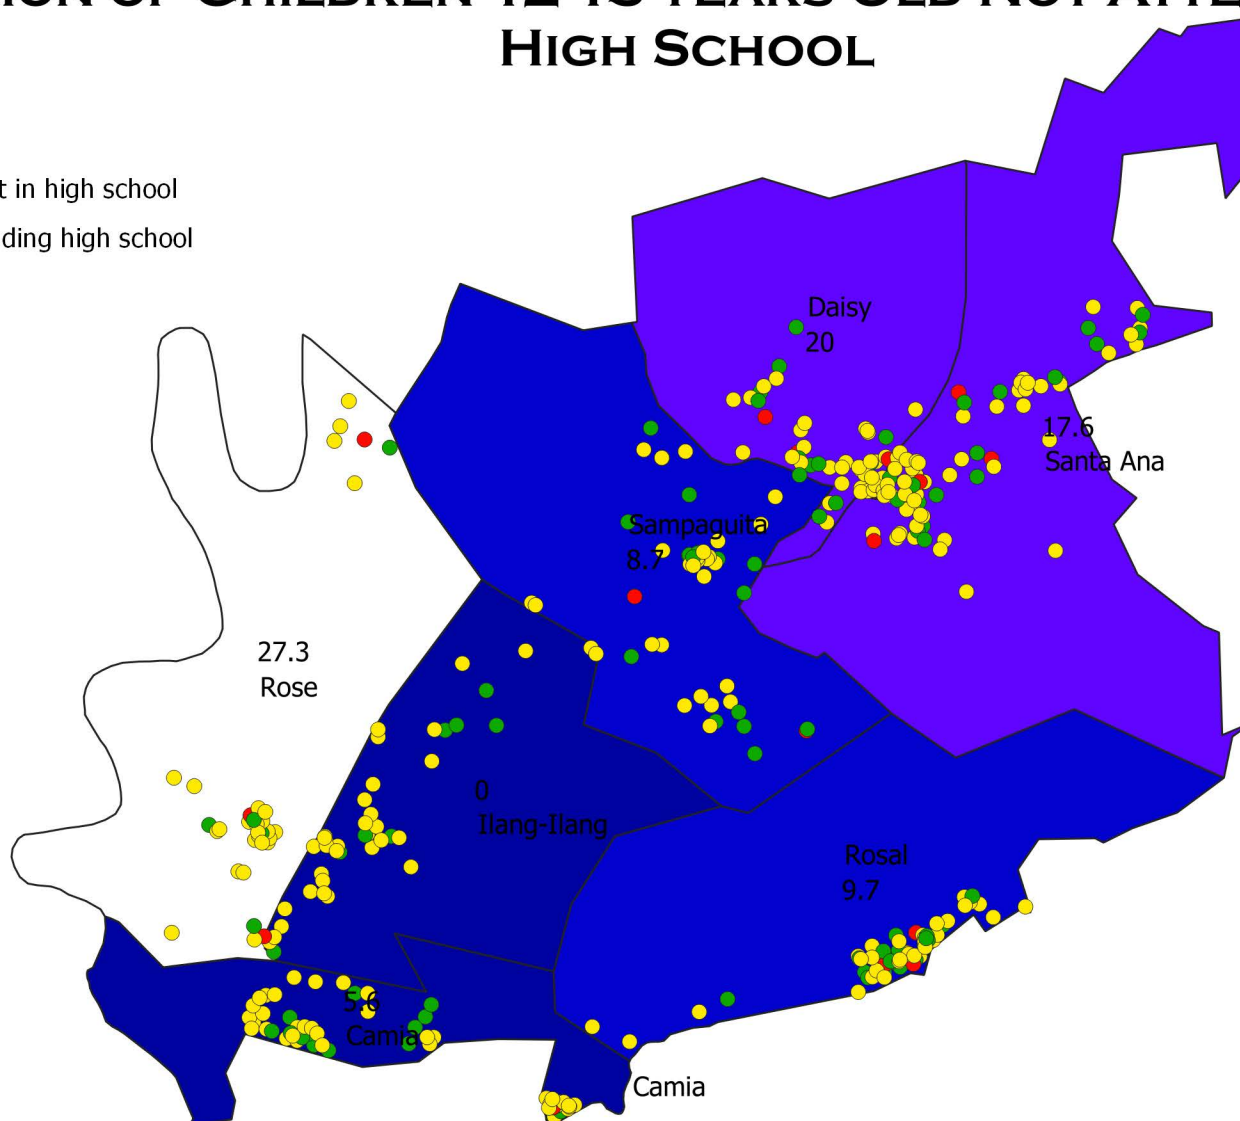 HIGH SCHOOL
t in high school
ding high school
Daisy
20
17.6
Santa Ana
Sampaguita
8.7
27.3
Rose
0
Ilang-Ilang
Rosal
9.7
5.6
Camia
Camia